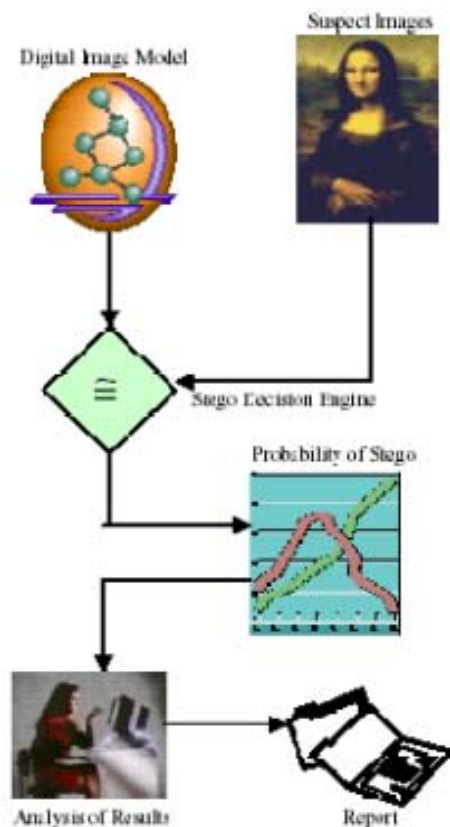 Suspect Images
Digital Image Model
≅
Stego Decision Engine
Probability of Stego
Analysis of Results
Report